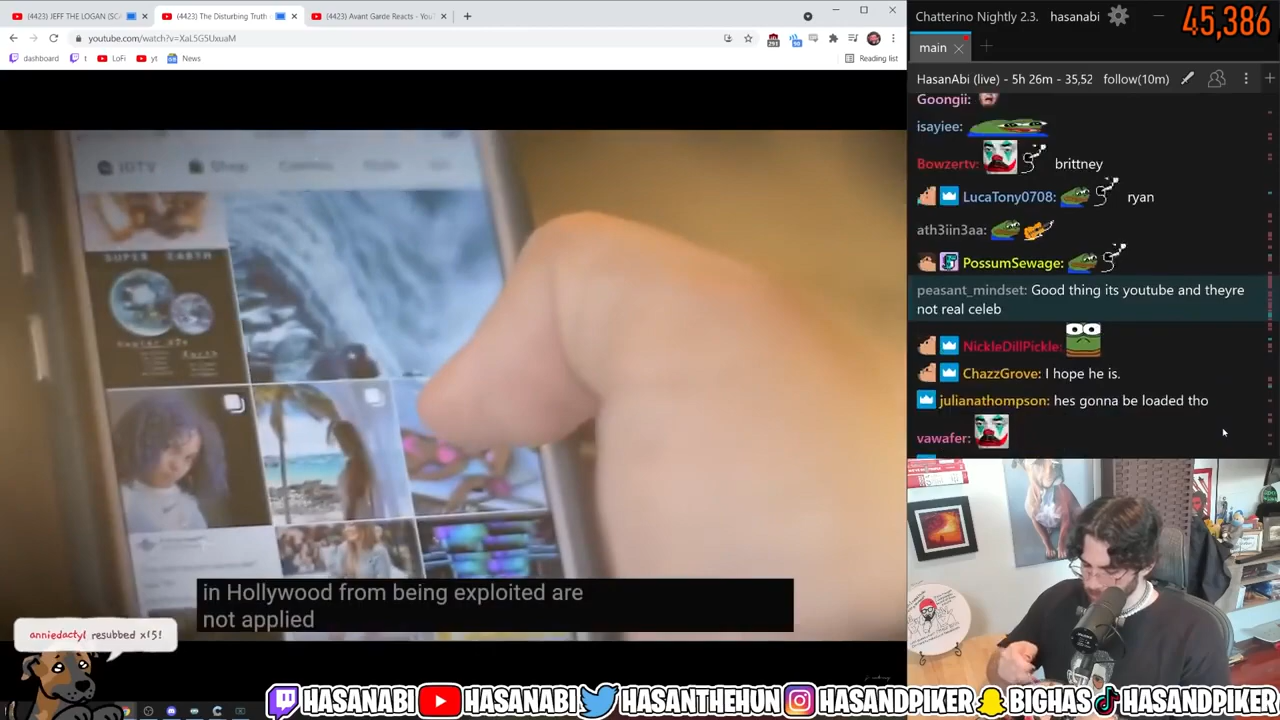 (4423) JEFF THE LOGAN (SCA
(4423) The Disturbing Truth
(4423) Avant Garde Reacts - You
youtube.com/watch?v=XaL5G5UxuaM
dashboard
t
LoFi
yt
News
Reading list
IGTV
Shop
SUPER EARTH
in Hollywood from being exploited are
not applied
anniedactyl resubbed x15!
Chatterino Nightly 2.3.
hasanabi
45,386
main
HasanAbi (live) - 5h 26m - 35,52
follow(10m)
Goongii:
isayiee:
Bowzertv: brittney
LucaTony0708: ryan
ath3iin3aa:
PossumSewage:
peasant_mindset: Good thing its youtube and theyre
not real celeb
NickleDillPickle:
ChazzGrove: I hope he is.
julianathompson: hes gonna be loaded tho
vawafer:
HASANABI HASANABI HASANTHEHUN HASANDPIKER BIGHAS HASANDPIKER